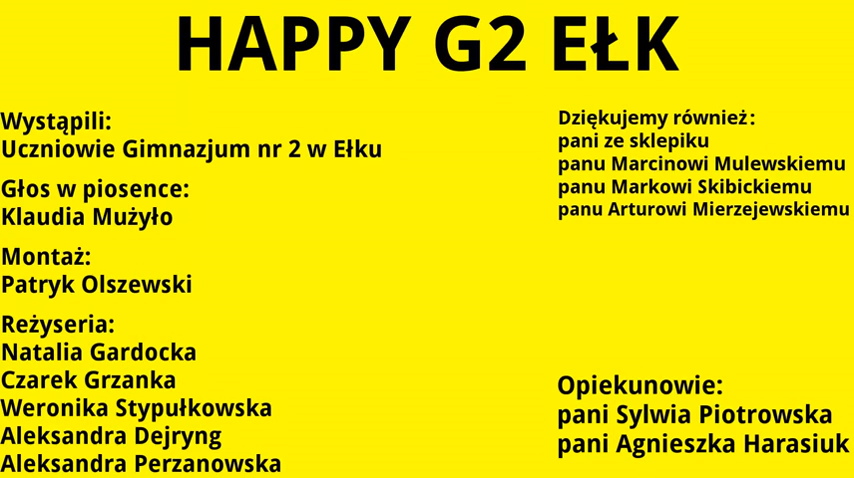 HAPPY G2 EŁK
Wystąpili:
Uczniowie Gimnazjum nr 2 w Ełku
Głos w piosence:
Klaudia Mużyło
Montaż:
Patryk Olszewski
Reżyseria:
Natalia Gardocka
Czarek Grzanka
Weronika Stypułkowska
Aleksandra Dejryng
Aleksandra Perzanowska
Dziękujemy również:
pani ze sklepiku
panu Marcinowi Mulewskiemu
panu Markowi Skibickiemu
panu Arturowi Mierzejewskiemu
Opiekunowie:
pani Sylwia Piotrowska
pani Agnieszka Harasiuk